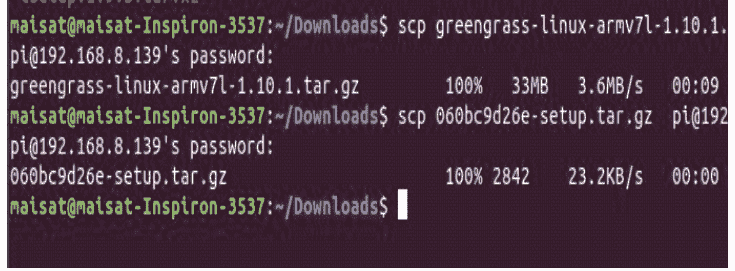 maisat@maisat-Inspiron-3537:~/Downloads$ scp greengrass-linux-armv7l-1.10.1.
pi@192.168.8.139's password:
greengrass-linux-armv7l-1.10.1.tar.gz 100% 33MB 3.6MB/s 00:09
maisat@maisat-Inspiron-3537:~/Downloads$ scp 060bc9d26e-setup.tar.gz pi@192
pi@192.168.8.139's password:
060bc9d26e-setup.tar.gz 100% 2842 23.2KB/s 00:00
maisat@maisat-Inspiron-3537:~/Downloads$